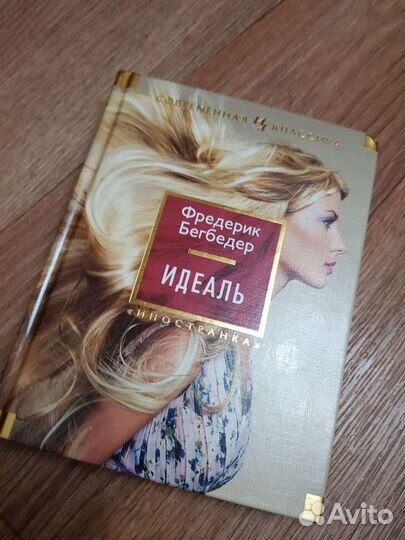 СОВРЕМЕННАЯ КЛАССИКА
Фредерик
Бегбедер
ИДЕАЛЬ
«ИНОСТРАНКА»
Avito